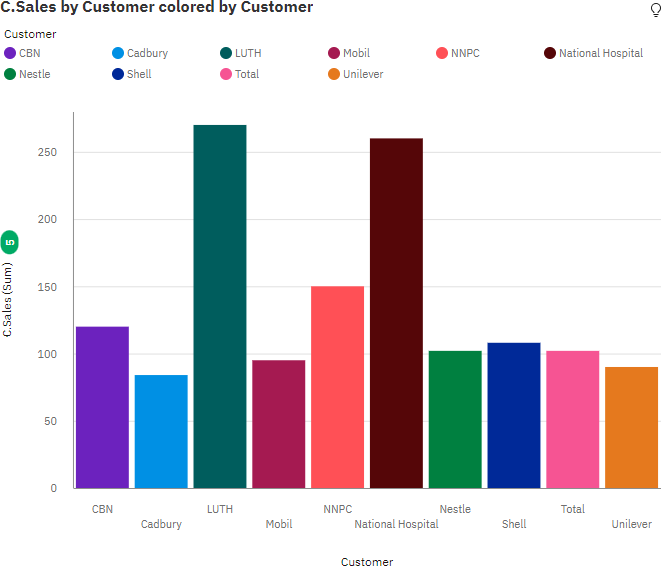 C.Sales by Customer colored by Customer
Customer
CBN Cadbury LUTH Mobil NNPC National Hospital
Nestle Shell Total Unilever
250
200
150
100
50
0
5
C.Sales (Sum)
CBN LUTH NNPC Nestle Total
Cadbury Mobil National Hospital Shell Unilever
Customer